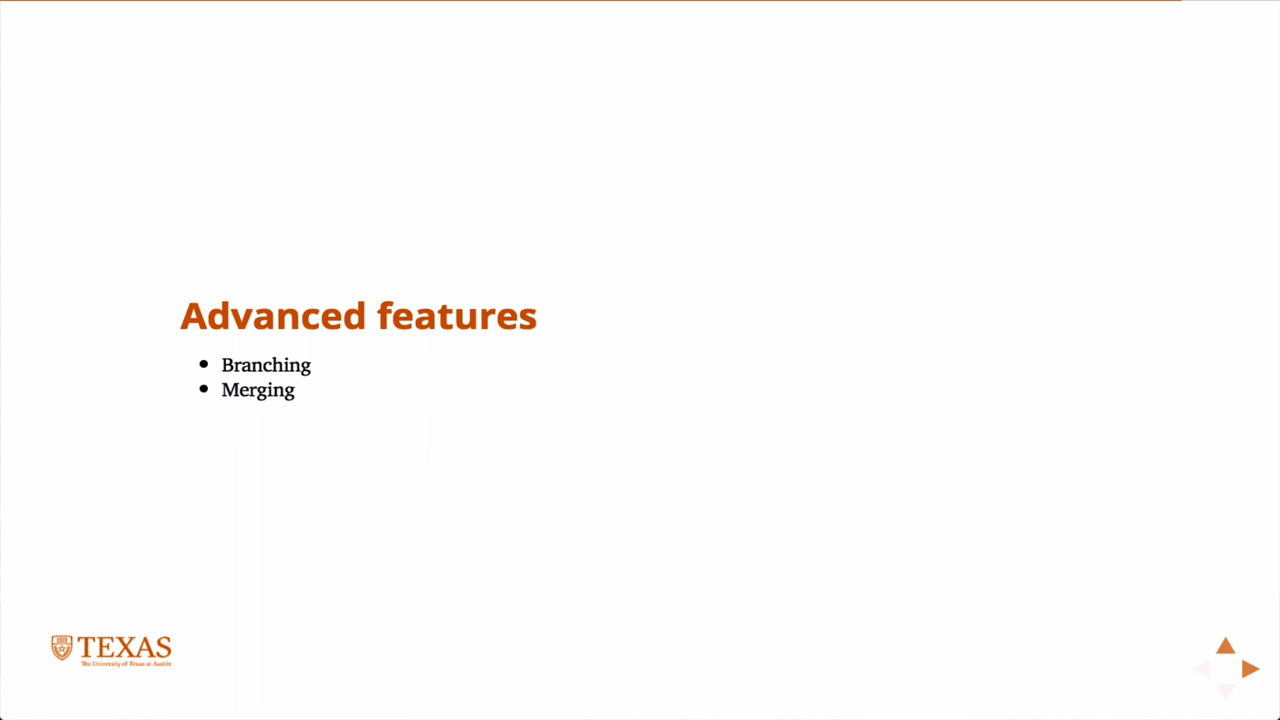 Advanced features
Branching
Merging
TEXAS
The University of Texas at Austin